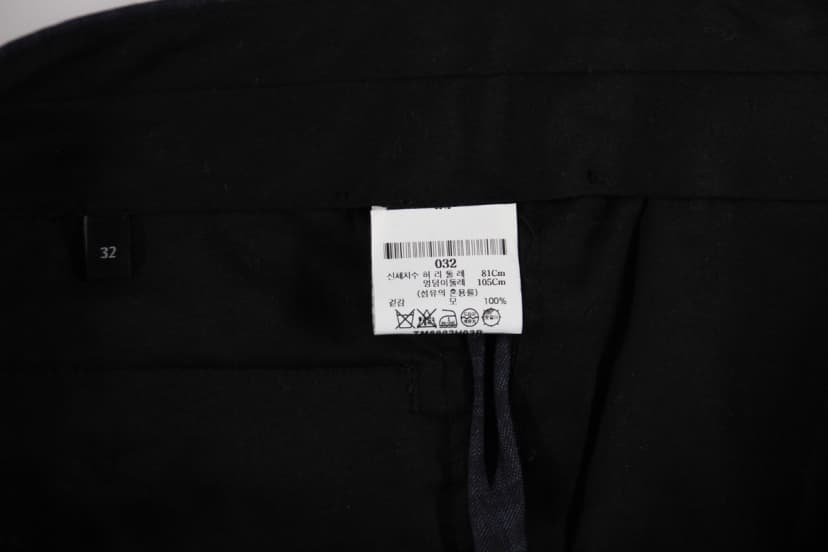 32
032
신체치수 허 리 둘 레 81Cm
엉덩이둘레 105Cm
(섬유의 혼용률)
겉감 모 100%